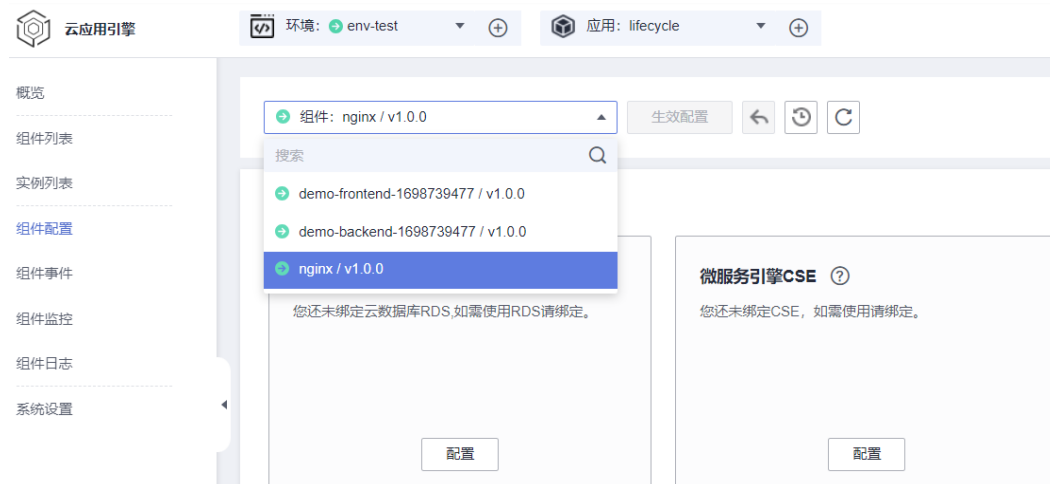 云应用引擎
环境：env-test
应用：lifecycle
概览
组件列表
实例列表
组件配置
组件事件
组件监控
组件日志
系统设置
组件：nginx / v1.0.0
生效配置
搜索
demo-frontend-1698739477 / v1.0.0
demo-backend-1698739477 / v1.0.0
nginx / v1.0.0
您还未绑定云数据库RDS,如需使用RDS请绑定。
配置
微服务引擎CSE
您还未绑定CSE，如需使用请绑定。
配置